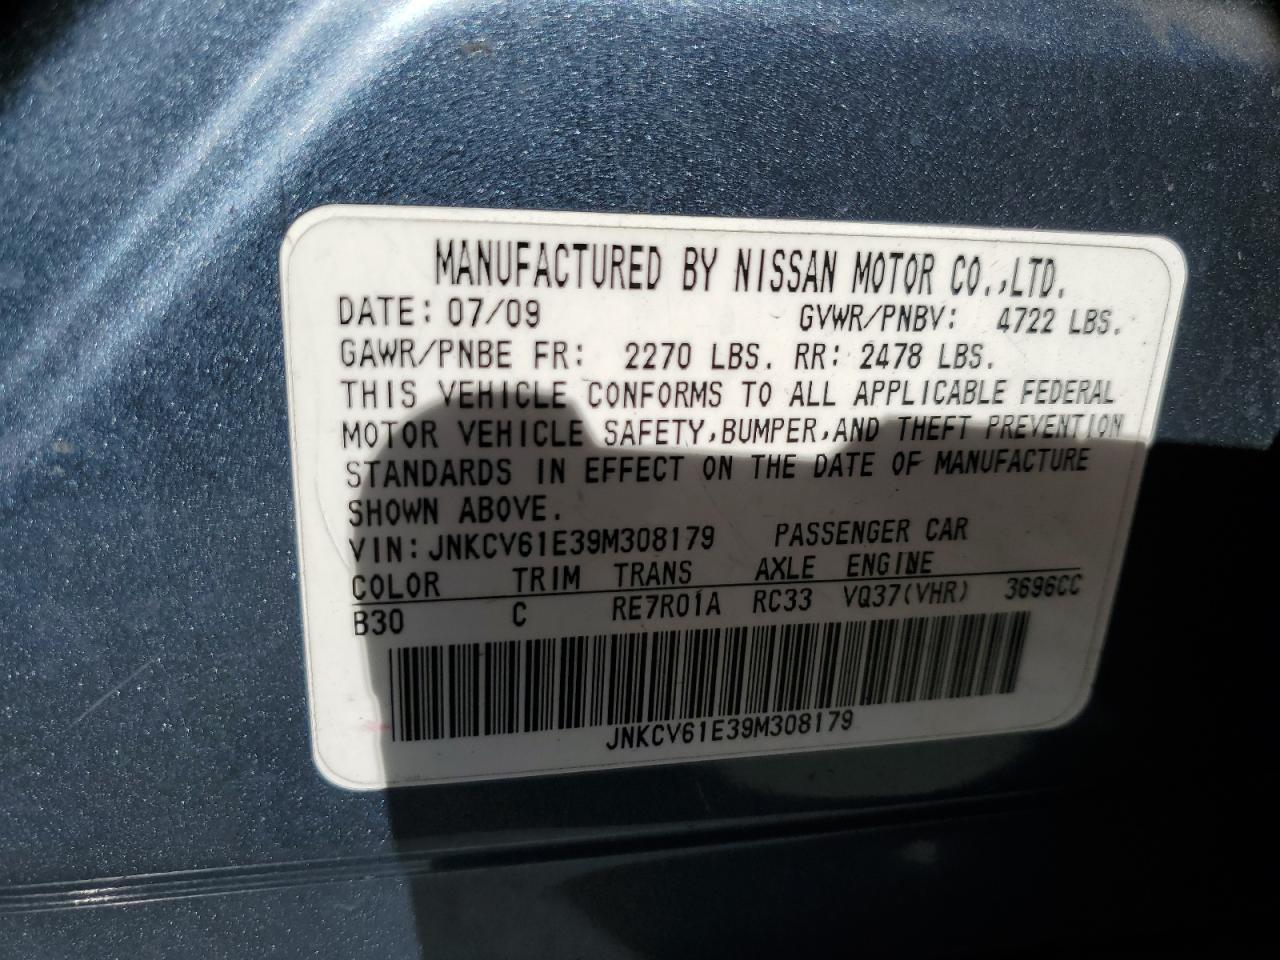 MANUFACTURED BY NISSAN MOTOR CO.,LTD.
DATE: 07/09 GVWR/PNBV: 4722 LBS.
GAWR/PNBE FR: 2270 LBS. RR: 2478 LBS.
THIS VEHICLE CONFORMS TO ALL APPLICABLE FEDERAL
MOTOR VEHICLE SAFETY,BUMPER,AND THEFT PREVENTION
STANDARDS IN EFFECT ON THE DATE OF MANUFACTURE
SHOWN ABOVE.
VIN: JNKCV61E39M308179 PASSENGER CAR
COLOR TRIM TRANS AXLE ENGINE
B30 C RE7R01A RC33 VQ37(VHR) 3696CC
JNKCV61E39M308179